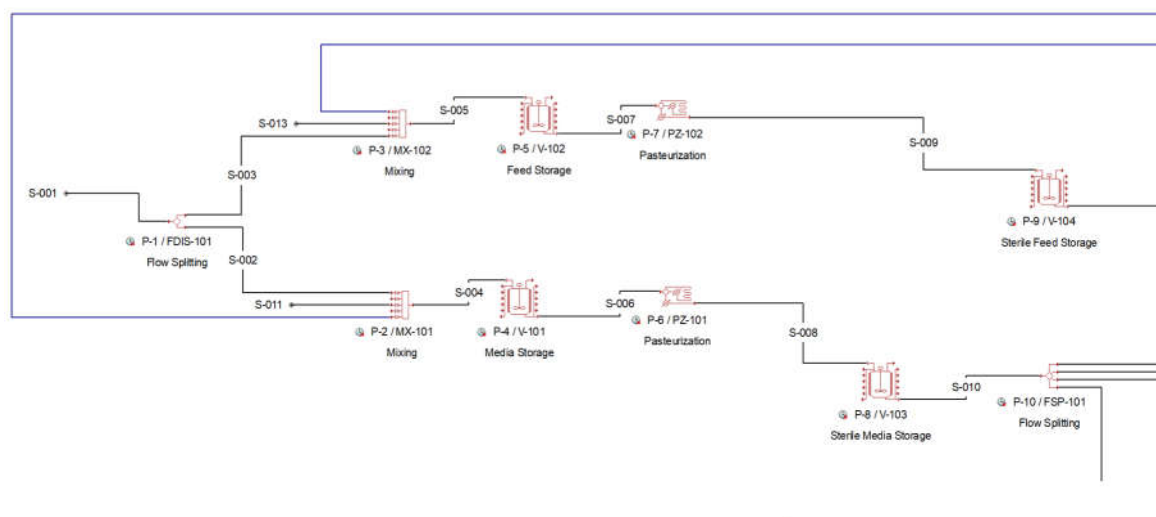 S-013
S-005
S-007
P-7 / PZ-102
Pasteurization
P-3 / MX-102
Mixing
P-5 / V-102
Feed Storage
S-009
S-003
S-001
P-1 / FDIS-101
Flow Splitting
P-9 / V-104
Sterile Feed Storage
S-002
S-011
S-004
S-006
P-2 / MX-101
Mixing
P-4 / V-101
Media Storage
P-6 / PZ-101
Pasteurization
S-008
S-010
P-8 / V-103
Sterile Media Storage
P-10 / FSP-101
Flow Splitting